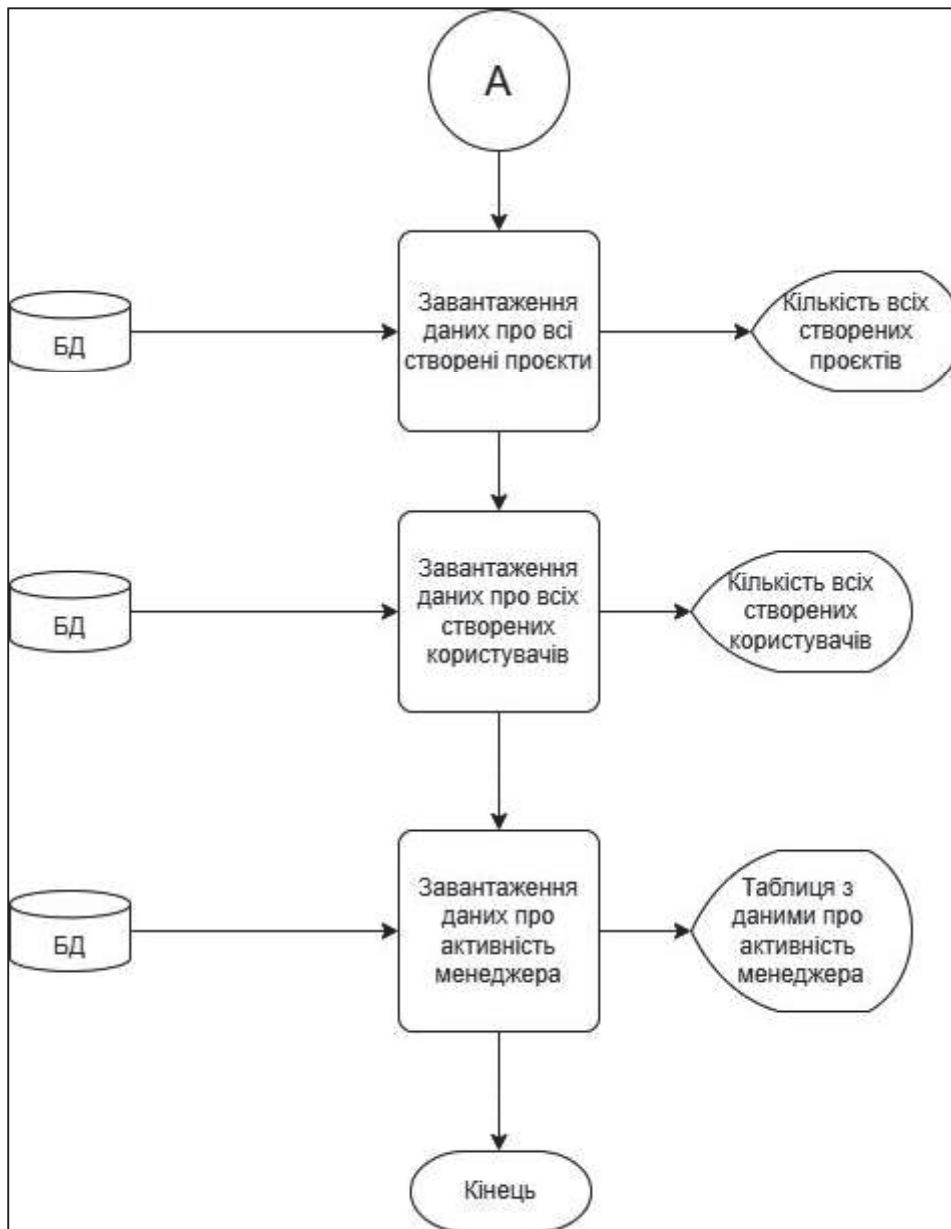 А
БД
Завантаження
даних про всі
створені проєкти
Кількість всіх
створених
проєктів
БД
Завантаження
даних про всіх
створених
користувачів
Кількість всіх
створених
користувачів
БД
Завантаження
даних про
активність
менеджера
Таблиця з
даними про
активність
менеджера
Кінець